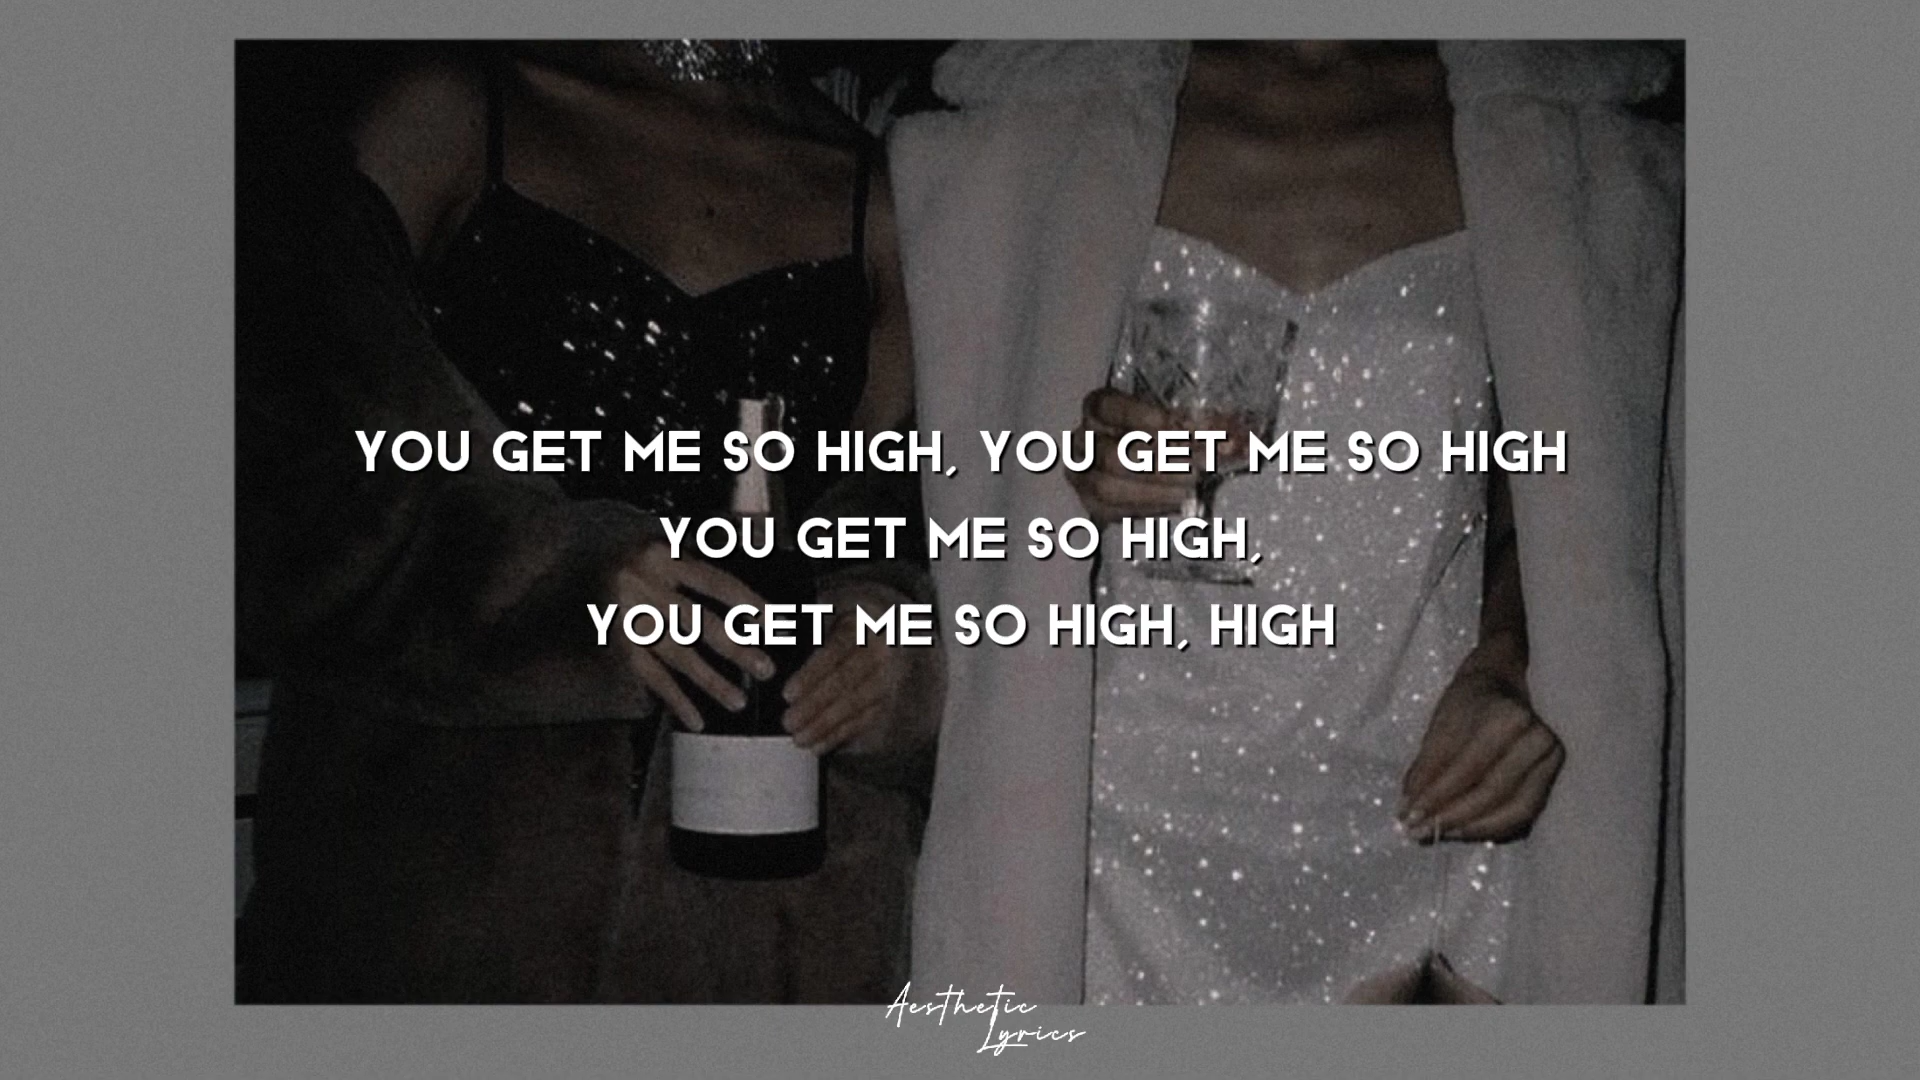 YOU GET ME SO HIGH, YOU GET ME SO HIGH
YOU GET ME SO HIGH,
YOU GET ME SO HIGH, HIGH
Aesthetic
Lyrics